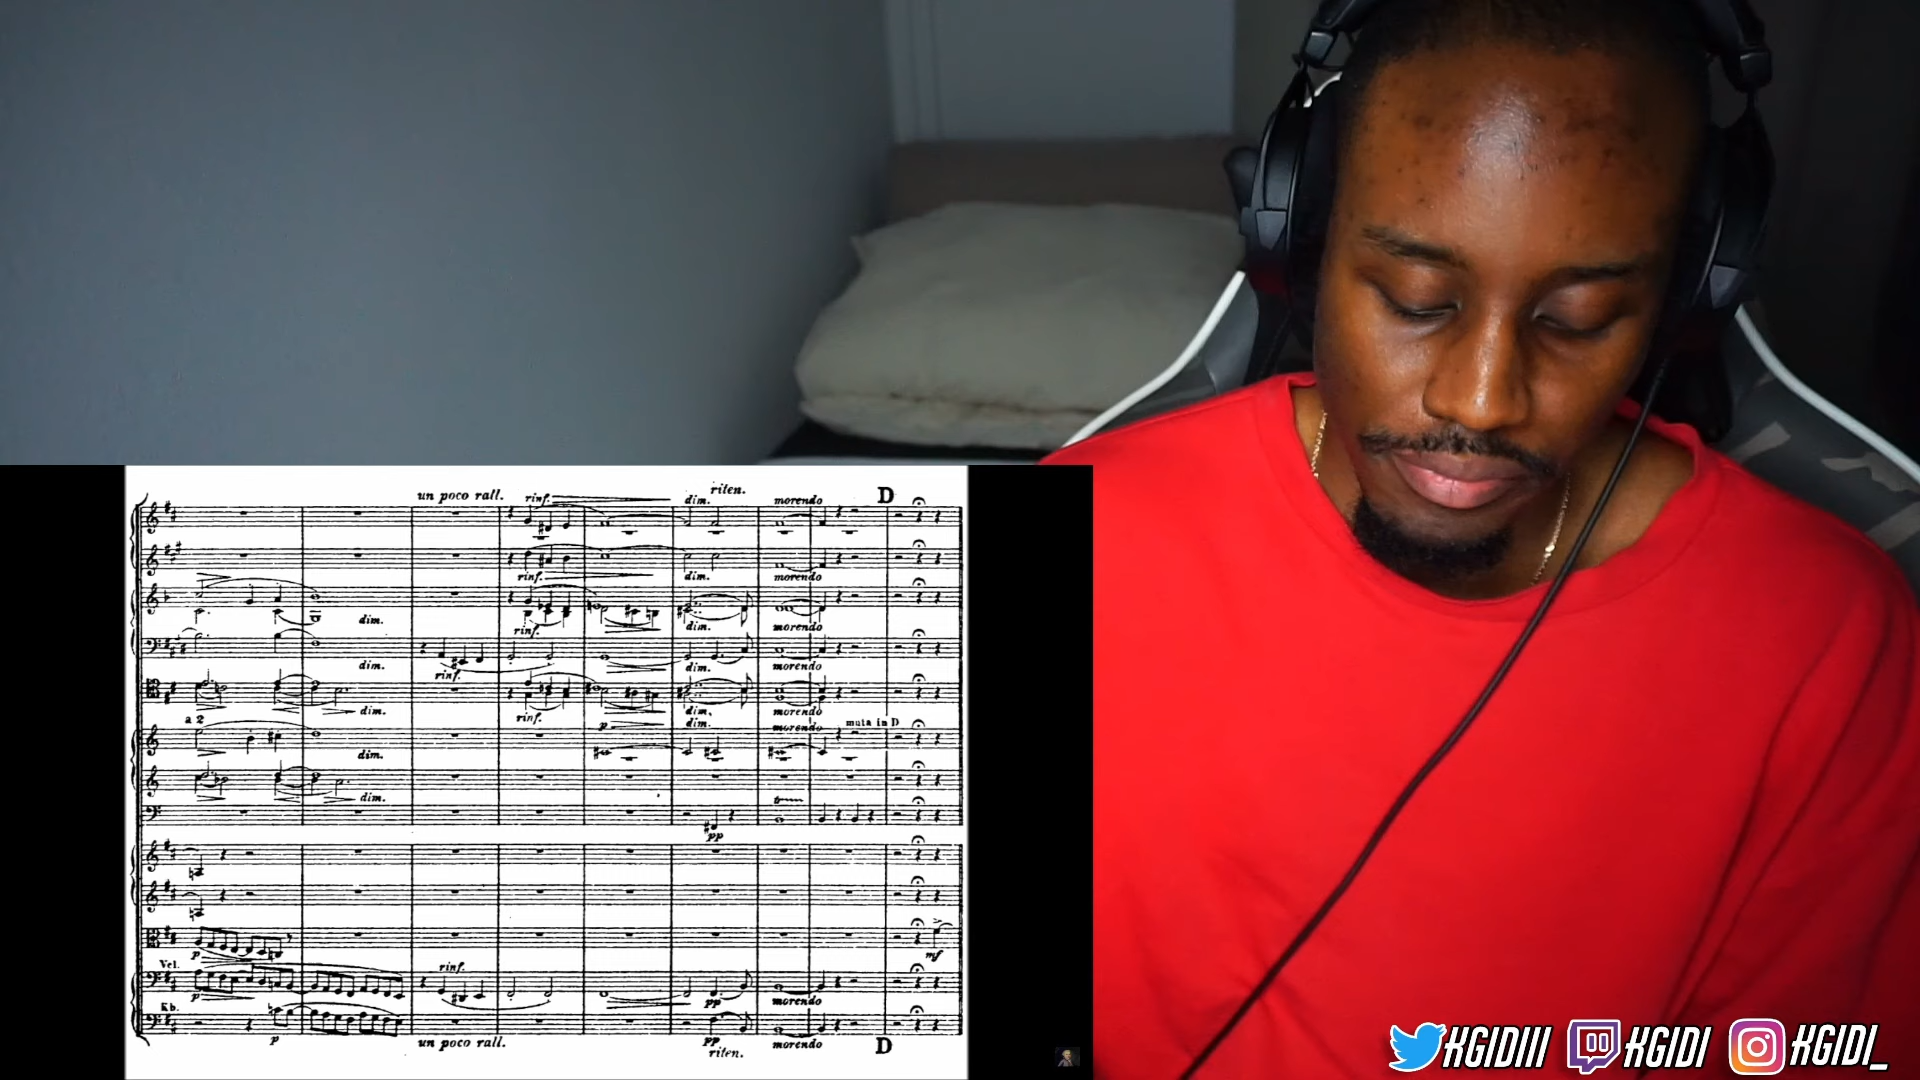 un poco rall.
rinf.
riten.
dim.
morendo
D
rinf.
dim.
morendo
dim.
rinf.
dim.
morendo
dim.
rinf.
dim.
morendo
a 2
dim.
rinf.
dim.
morendo
p
dim.
morendo
muta in D
dim.
dim.
pp
p
mf
Vcl.
rinf.
p
pp
morendo
Kb.
p
un poco rall.
pp
riten.
morendo
D
KGIDIII
KGIDI
KGIDI_